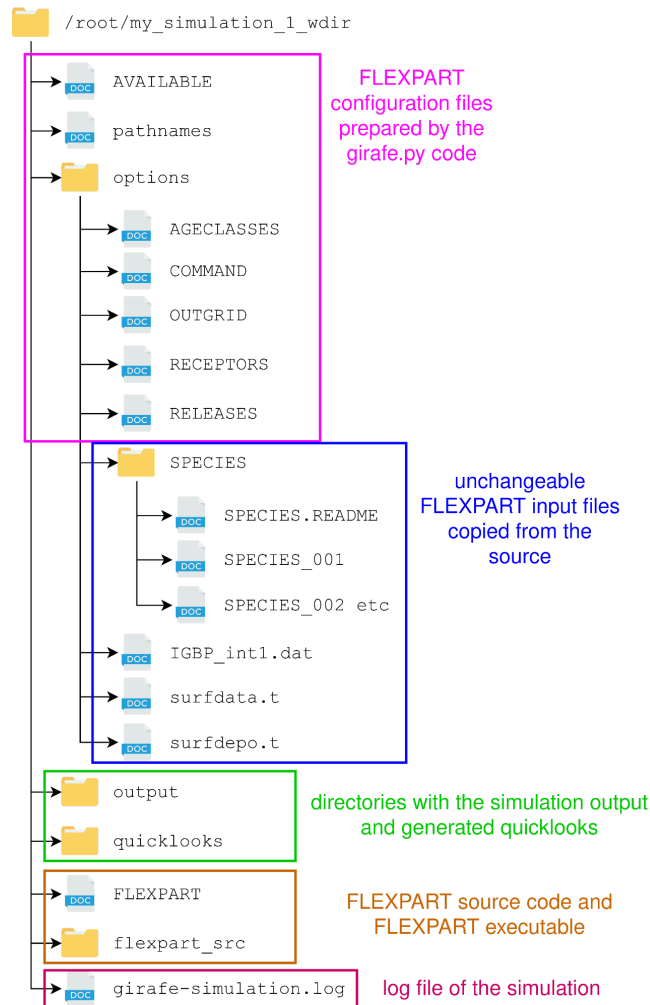 /root/my_simulation_1_wdir
DOC AVAILABLE
FLEXPART
configuration files
prepared by the
girafe.py code
DOC pathnames
options
DOC AGECLASSES
DOC COMMAND
DOC OUTGRID
DOC RECEPTORS
DOC RELEASES
SPECIES
unchangeable
FLEXPART input files
copied from the
source
DOC SPECIES.README
DOC SPECIES_001
DOC SPECIES_002 etc
DOC IGBP_int1.dat
DOC surfdata.t
DOC surfdepo.t
output
quicklooks
directories with the simulation output
and generated quicklooks
DOC FLEXPART
flexpart_src
FLEXPART source code and
FLEXPART executable
DOC girafe-simulation.log
log file of the simulation